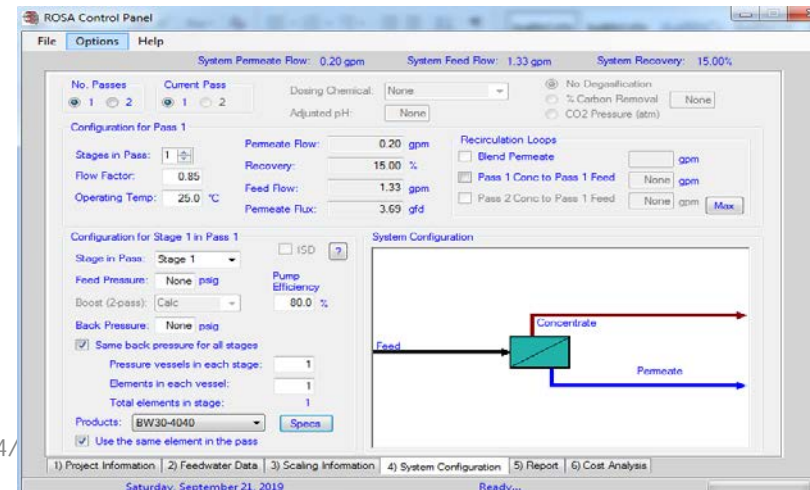 ROSA Control Panel
File Options Help
System Permeate Flow: 0.20 gpm System Feed Flow: 1.33 gpm System Recovery: 15.00%
No. Passes Current Pass
1 2 1 2
Dosing Chemical: None
Adjusted pH: None
No Degasification
% Carbon Removal None
CO2 Pressure (atm)
Configuration for Pass 1
Stages in Pass: 1
Flow Factor: 0.85
Operating Temp: 25.0 °C
Permeate Flow: 0.20 gpm
Recovery: 15.00 %
Feed Flow: 1.33 gpm
Permeate Flux: 3.69 gfd
Recirculation Loops
Blend Permeate gpm
Pass 1 Conc to Pass 1 Feed None gpm
Pass 2 Conc to Pass 1 Feed None gpm Max
Configuration for Stage 1 in Pass 1
Stage in Pass: Stage 1
ISD ?
Feed Pressure: None psig
Pump Efficiency
Boost (2-pass): Calc
80.0 %
Back Pressure: None psig
Same back pressure for all stages
Pressure vessels in each stage: 1
Elements in each vessel: 1
Total elements in stage: 1
Products: BW30-4040 Specs
Use the same element in the pass
System Configuration
Feed
Concentrate
Permeate
4/
1) Project Information 2) Feedwater Data 3) Scaling Information 4) System Configuration 5) Report 6) Cost Analysis
Saturday, September 21, 2019 Ready...